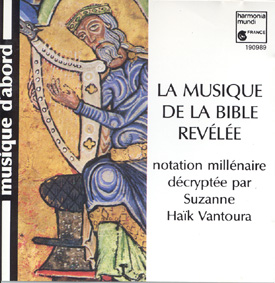 musique d'abord
harmonia
mundi
FRANCE
190989
LA MUSIQUE
DE LA BIBLE
REVÉLÉE
notation millénaire
décryptée par
Suzanne
Haïk Vantoura